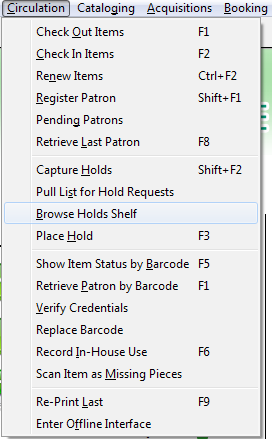 Circulation Cataloging Acquisitions Booking
Check Out Items F1
Check In Items F2
Renew Items Ctrl+F2
Register Patron Shift+F1
Pending Patrons
Retrieve Last Patron F8
Capture Holds Shift+F2
Pull List for Hold Requests
Browse Holds Shelf
Place Hold F3
Show Item Status by Barcode F5
Retrieve Patron by Barcode F1
Verify Credentials
Replace Barcode
Record In-House Use F6
Scan Item as Missing Pieces
Re-Print Last F9
Enter Offline Interface